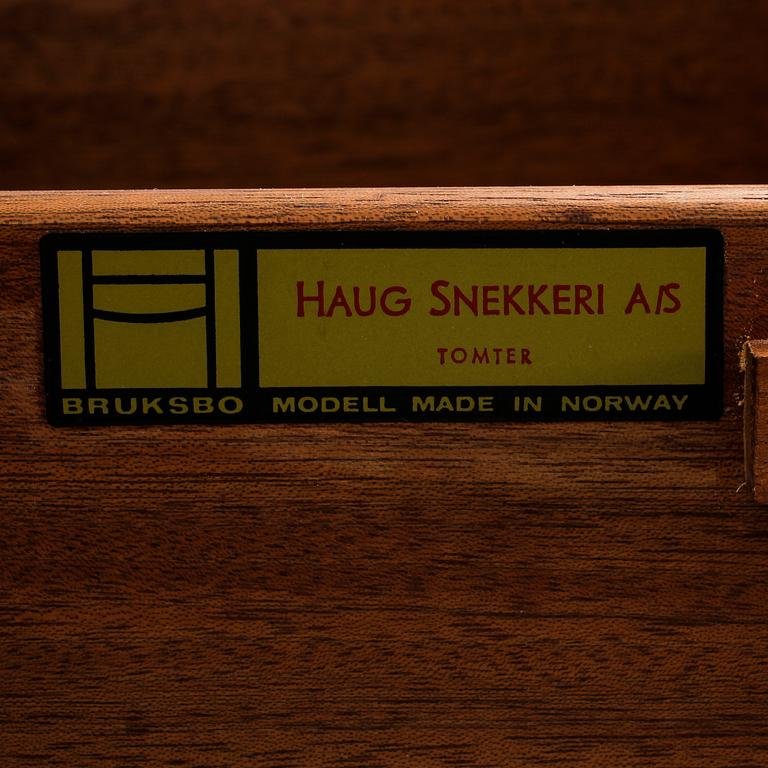 HAUG SNEKKERI A/S
TOMTER
BRUKSBO MODELL MADE IN NORWAY